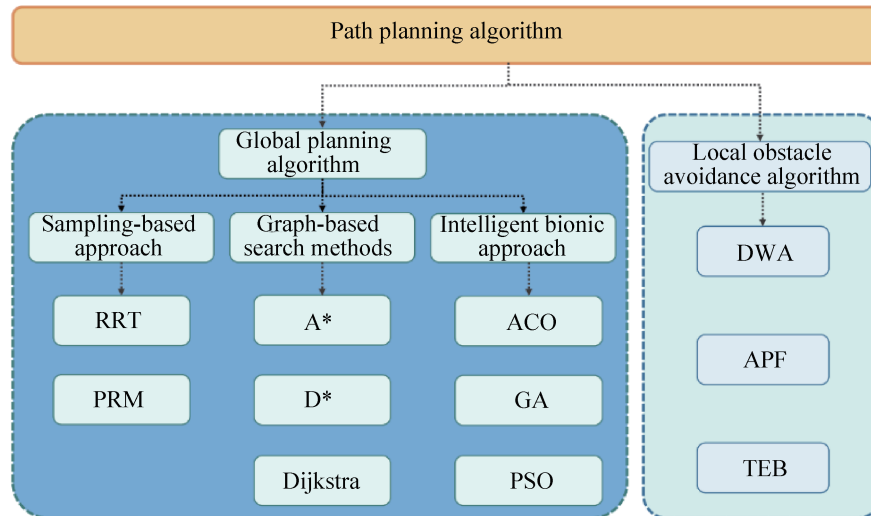 Path planning algorithm
Global planning
algorithm
Local obstacle
avoidance algorithm
Sampling-based
approach
Graph-based
search methods
Intelligent bionic
approach
RRT
A*
ACO
DWA
PRM
D*
GA
APF
Dijkstra
PSO
TEB